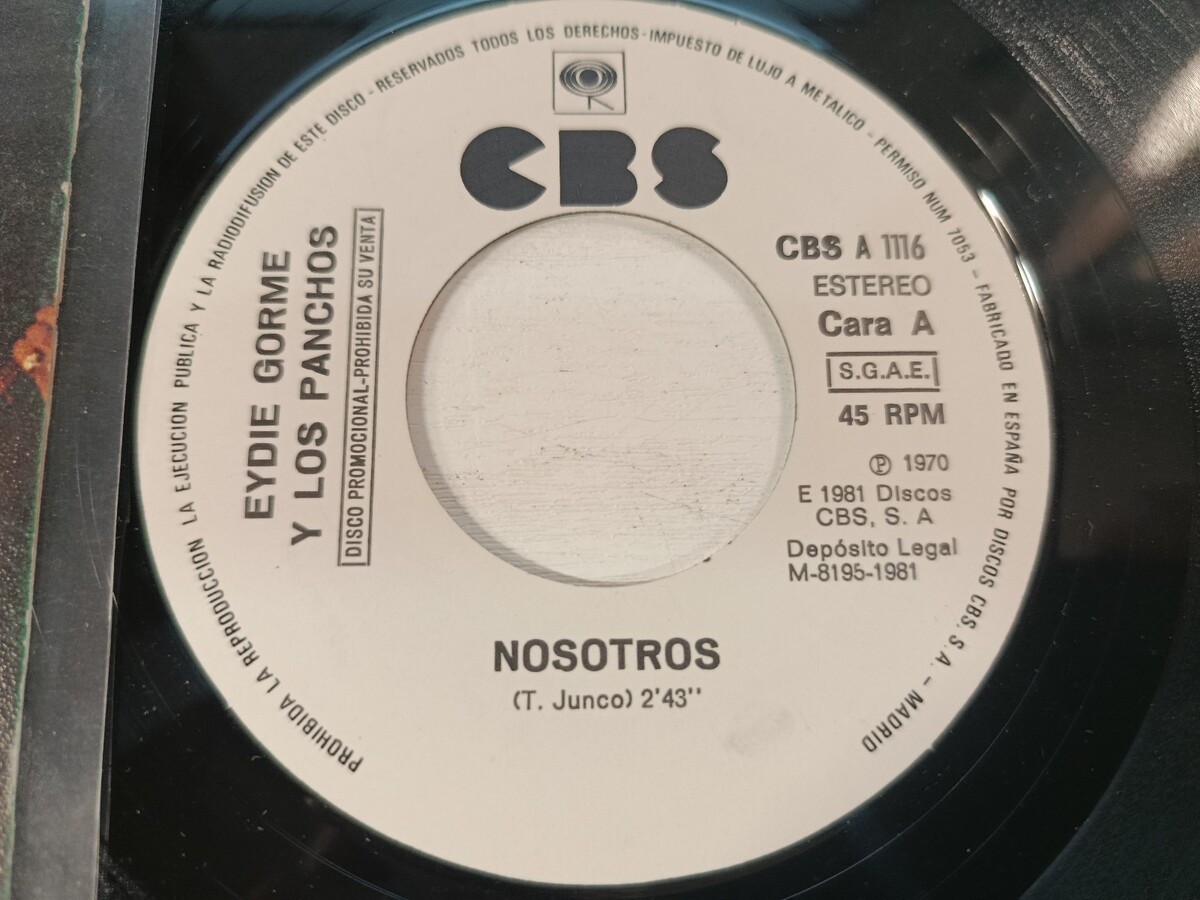 PROHIBIDA LA REPRODUCCION LA EJECUCION PUBLICA Y LA RADIODIFUSION DE ESTE DISCO - RESERVADOS TODOS LOS DERECHOS - IMPUESTO DE LUJO A METALICO - PERMISO NUM 7053 - FABRICADO EN ESPAÑA POR DISCOS CBS. S. A. - MADRID
CBS
EYDIE GORME
Y LOS PANCHOS
DISCO PROMOCIONAL-PROHIBIDA SU VENTA
CBS A 1116
ESTEREO
Cara A
S.G.A.E.
45 RPM
℗ 1970
E 1981 Discos
CBS, S. A
Depósito Legal
M-8195-1981
NOSOTROS
(T. Junco) 2'43''